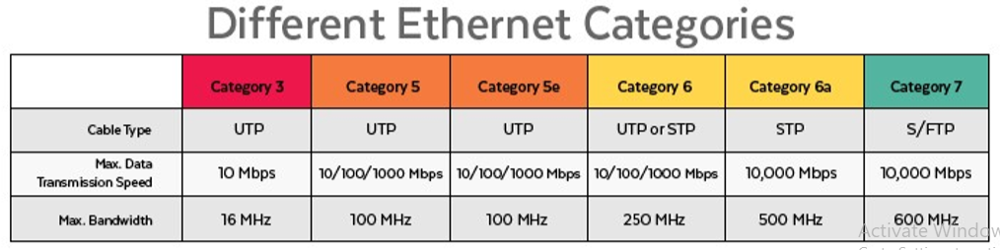 Different Ethernet Categories
Category 3 Category 5 Category 5e Category 6 Category 6a Category 7
Cable Type UTP UTP UTP UTP or STP STP S/FTP
Max. Data
Transmission Speed 10 Mbps 10/100/1000 Mbps 10/100/1000 Mbps 10/100/1000 Mbps 10,000 Mbps 10,000 Mbps
Max. Bandwidth 16 MHz 100 MHz 100 MHz 250 MHz 500 MHz 600 MHz
Activate Window